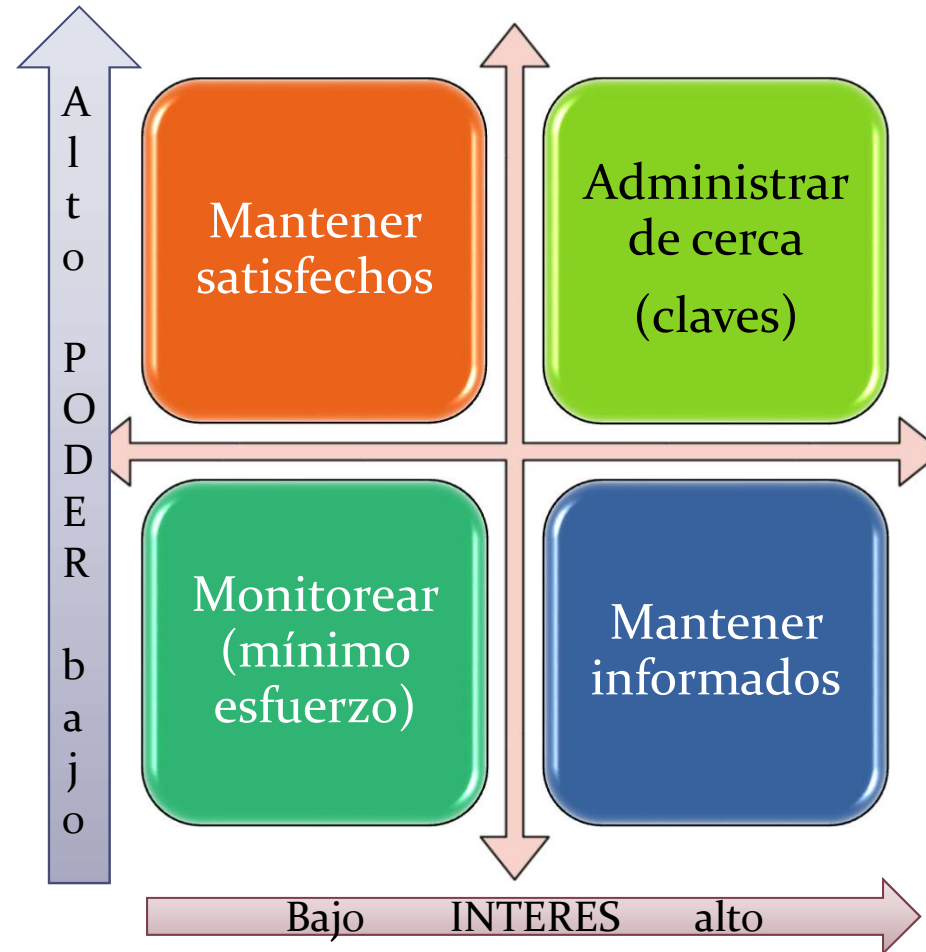 Alto PODER bajo
Mantener
satisfechos
Administrar
de cerca
(claves)
Monitorear
(mínimo
esfuerzo)
Mantener
informados
Bajo INTERES alto